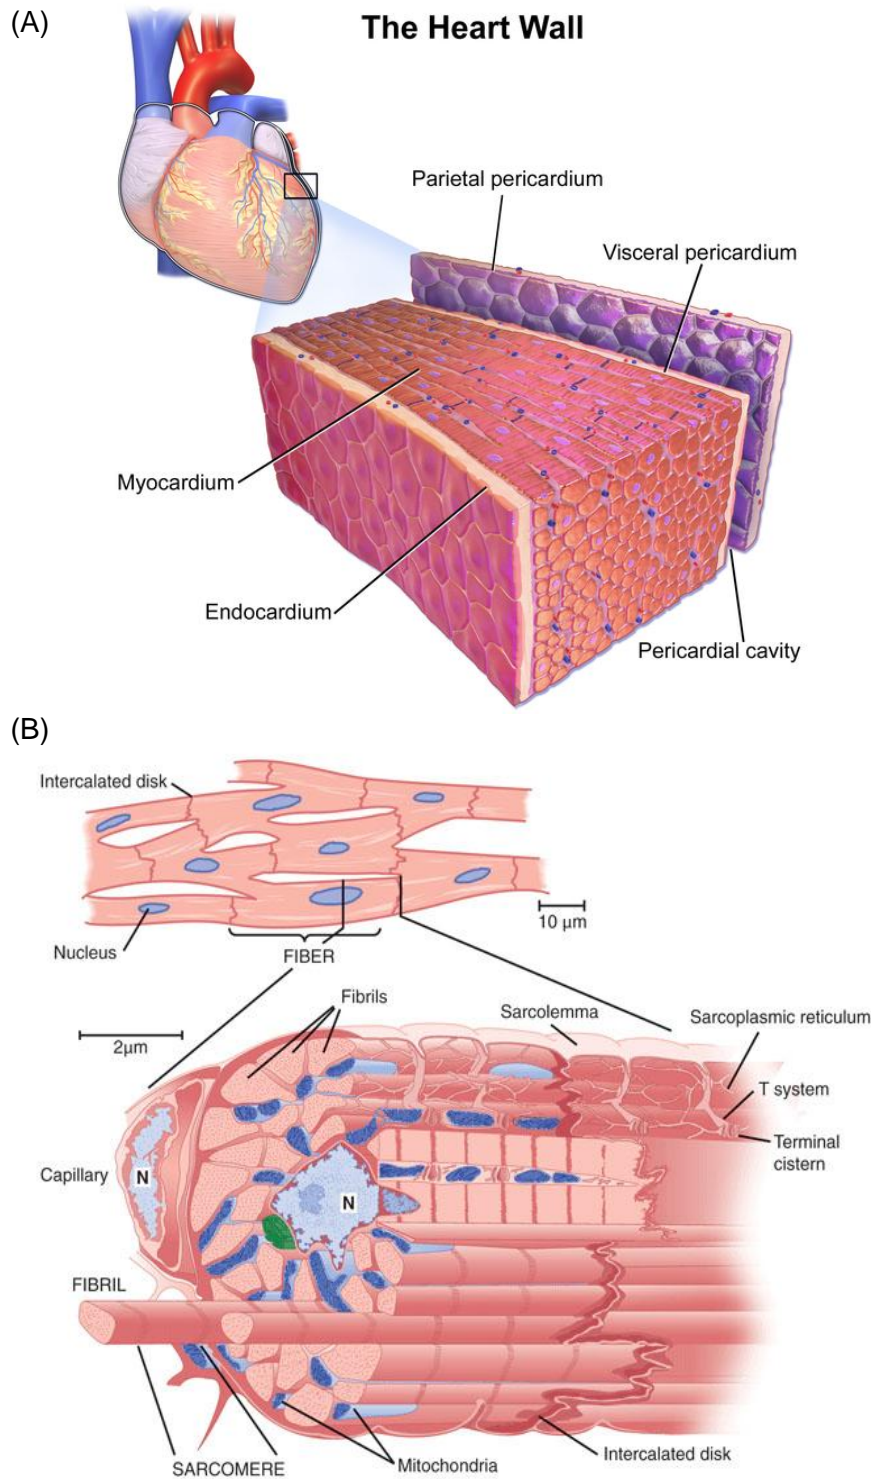 (A)
The Heart Wall
Parietal pericardium
Visceral pericardium
Myocardium
Endocardium
Pericardial cavity
(B)
Intercalated disk
10 μm
Nucleus
FIBER
Fibrils
Sarcolemma
Sarcoplasmic reticulum
2μm
T system
Terminal
cistern
Capillary
N
N
FIBRIL
SARCOMERE
Mitochondria
Intercalated disk